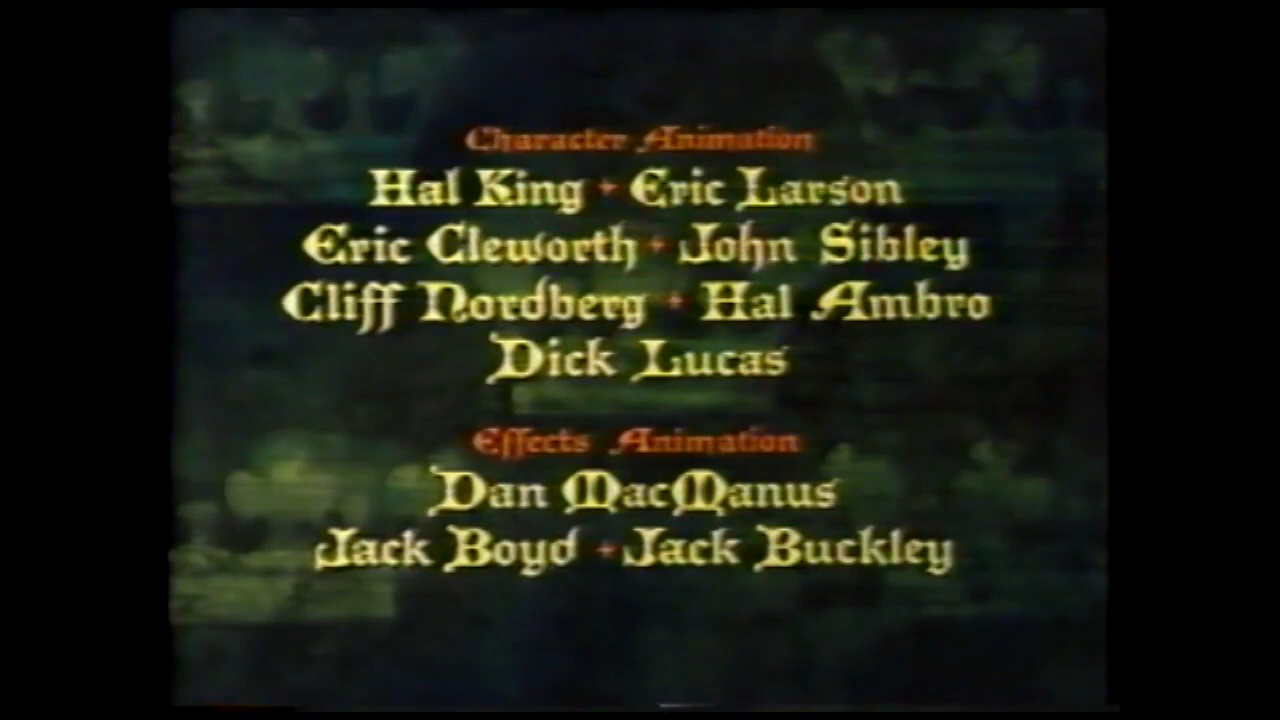 Character Animation
Hal King + Eric Larson
Eric Cleworth + John Sibley
Cliff Nordberg + Hal Ambro
Dick Lucas
Effects Animation
Dan MacManus
Jack Boyd + Jack Buckley